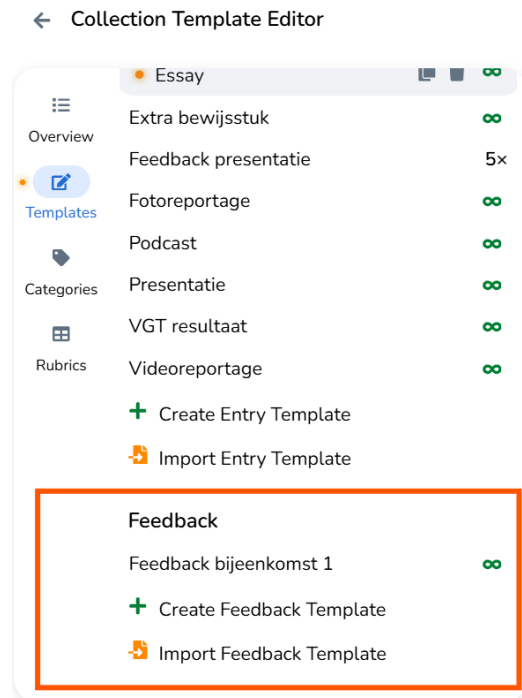 Collection Template Editor
Essay
Overview
Templates
Categories
Rubrics
Extra bewijsstuk
Feedback presentatie 5×
Fotoreportage
Podcast
Presentatie
VGT resultaat
Videoreportage
Create Entry Template
Import Entry Template
Feedback
Feedback bijeenkomst 1
Create Feedback Template
Import Feedback Template